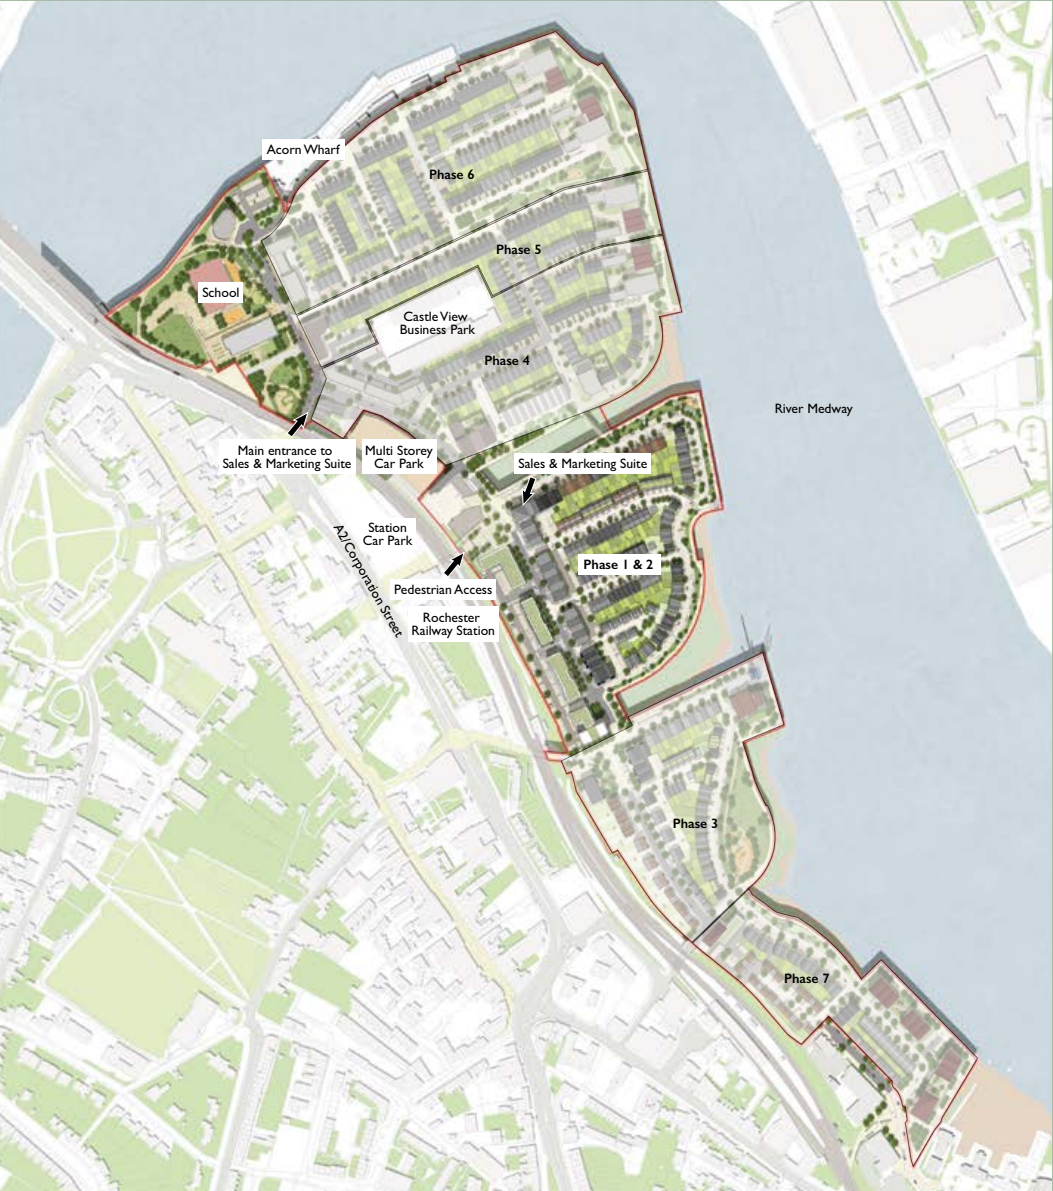 Acorn Wharf
Phase 6
Phase 5
School
Castle View
Business Park
Phase 4
River Medway
Main entrance to
Sales & Marketing Suite
Multi Storey
Car Park
Sales & Marketing Suite
Station
Car Park
A2/Corporation Street
Phase 1 & 2
Pedestrian Access
Rochester
Railway Station
Phase 3
Phase 7